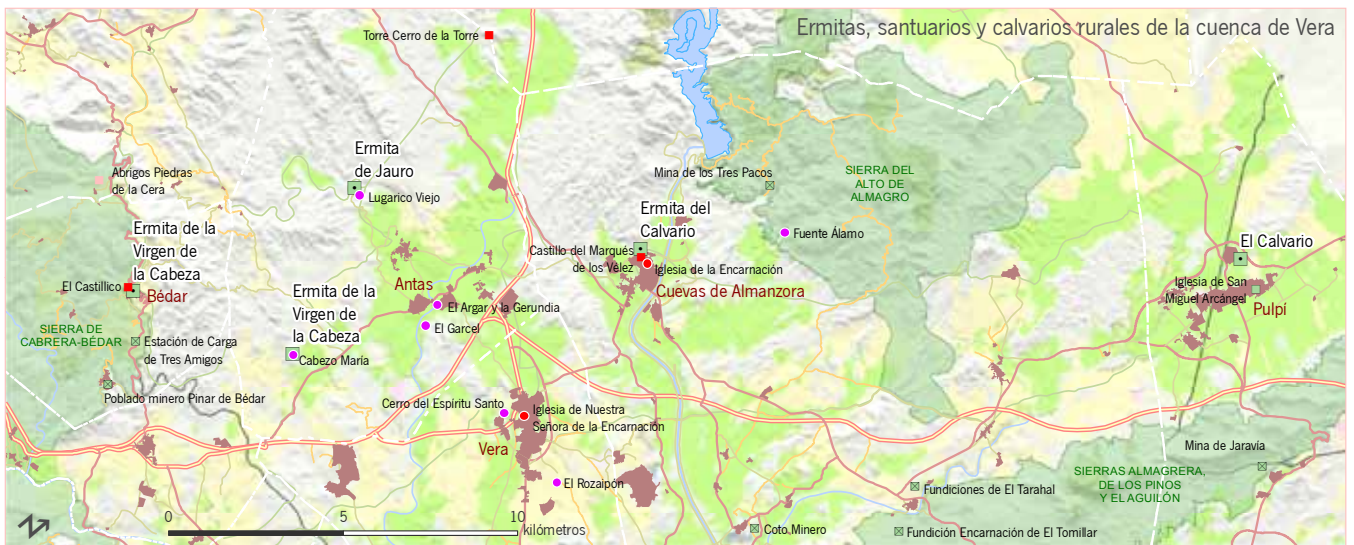 Ermitas, santuarios y calvarios rurales de la cuenca de Vera
Torre Cerro de la Torre
Ermita
de Jauro
Lugarico Viejo
Abrigos Piedras
de la Cera
Mina de los Tres Pacos
SIERRA DEL
ALTO DE
ALMAGRO
Ermita del
Calvario
Fuente Álamo
Ermita de la
Virgen de
la Cabeza
Castillo del Marqués
de los Vélez
Iglesia de la Encarnación
El Calvario
El Castillico
Bédar
Ermita de la
Virgen de
la Cabeza
Antas
Cuevas de Almanzora
Iglesia de San
Miguel Arcángel
Pulpí
El Argar y la Gerundia
El Garcel
SIERRA DE
CABRERA-BÉDAR
Estación de Carga
de Tres Amigos
Cabezo María
Poblado minero Pinar de Bédar
Cerro del Espíritu Santo
Iglesia de Nuestra
Señora de la Encarnación
Vera
Mina de Jaravía
SIERRAS ALMAGRERA,
DE LOS PINOS
Y EL AGUILÓN
El Rozaipón
Fundiciones de El Tarahal
0 5 10
kilómetros
Coto Minero
Fundición Encarnación de El Tomillar